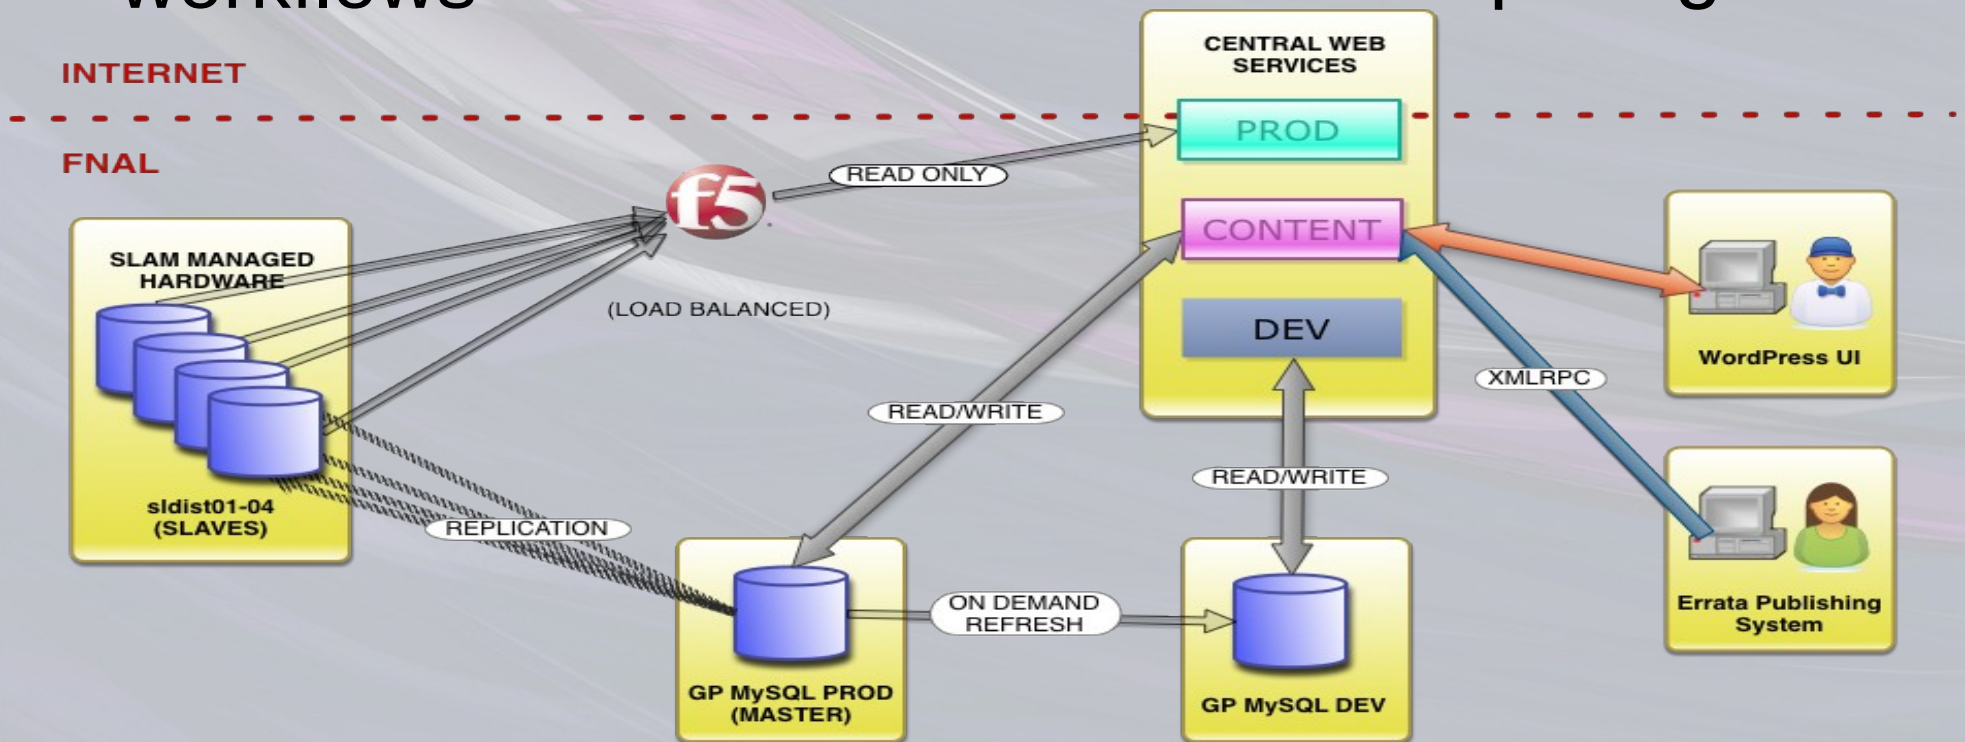 workflows
INTERNET
FNAL
CENTRAL WEB
SERVICES
PROD
CONTENT
DEV
f5
READ ONLY
(LOAD BALANCED)
SLAM MANAGED
HARDWARE
sldist01-04
(SLAVES)
REPLICATION
READ/WRITE
READ/WRITE
XMLRPC
WordPress UI
Errata Publishing
System
GP MySQL PROD
(MASTER)
ON DEMAND
REFRESH
GP MySQL DEV